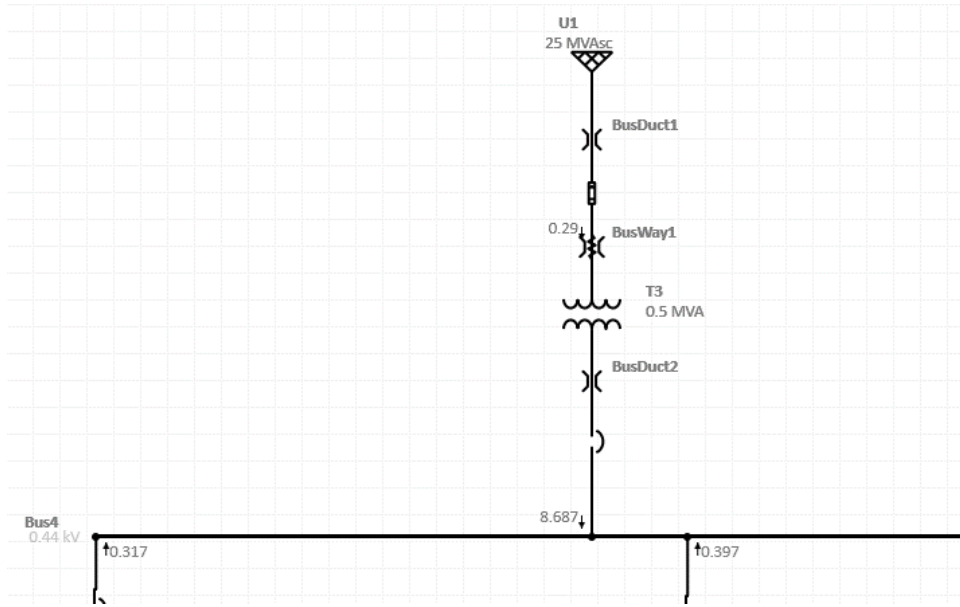 U1
25 MVAsc
BusDuct1
0.29
BusWay1
T3
0.5 MVA
BusDuct2
8.687
Bus4
0.44 kV
0.317
0.397